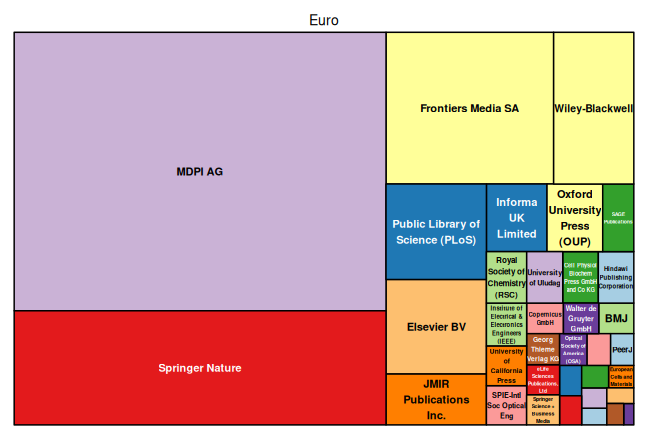 Euro
MDPI AG
Springer Nature
Frontiers Media SA
Wiley-Blackwell
Public Library of
Science (PLoS)
Informa
UK
Limited
Oxford
University
Press
(OUP)
SAGE
Publications
Elsevier BV
JMIR
Publications
Inc.
Royal
Society of
Chemistry
(RSC)
University
of Uludag
Cell Physiol
Biochem
Press GmbH
and Co KG
Hindawi
Publishing
Corporation
Institute of
Electrical &
Electronics
Engineers
(IEEE)
Copernicus
GmbH
Walter de
Gruyter
GmbH
BMJ
University
of
California
Press
Georg
Thieme
Verlag KG
Optical
Society of
America
(OSA)
PeerJ
SPIE-Intl
Soc Optical
Eng
eLife
Sciences
Publications,
Ltd
European
Cells and
Materials
Springer
Science +
Business
Media